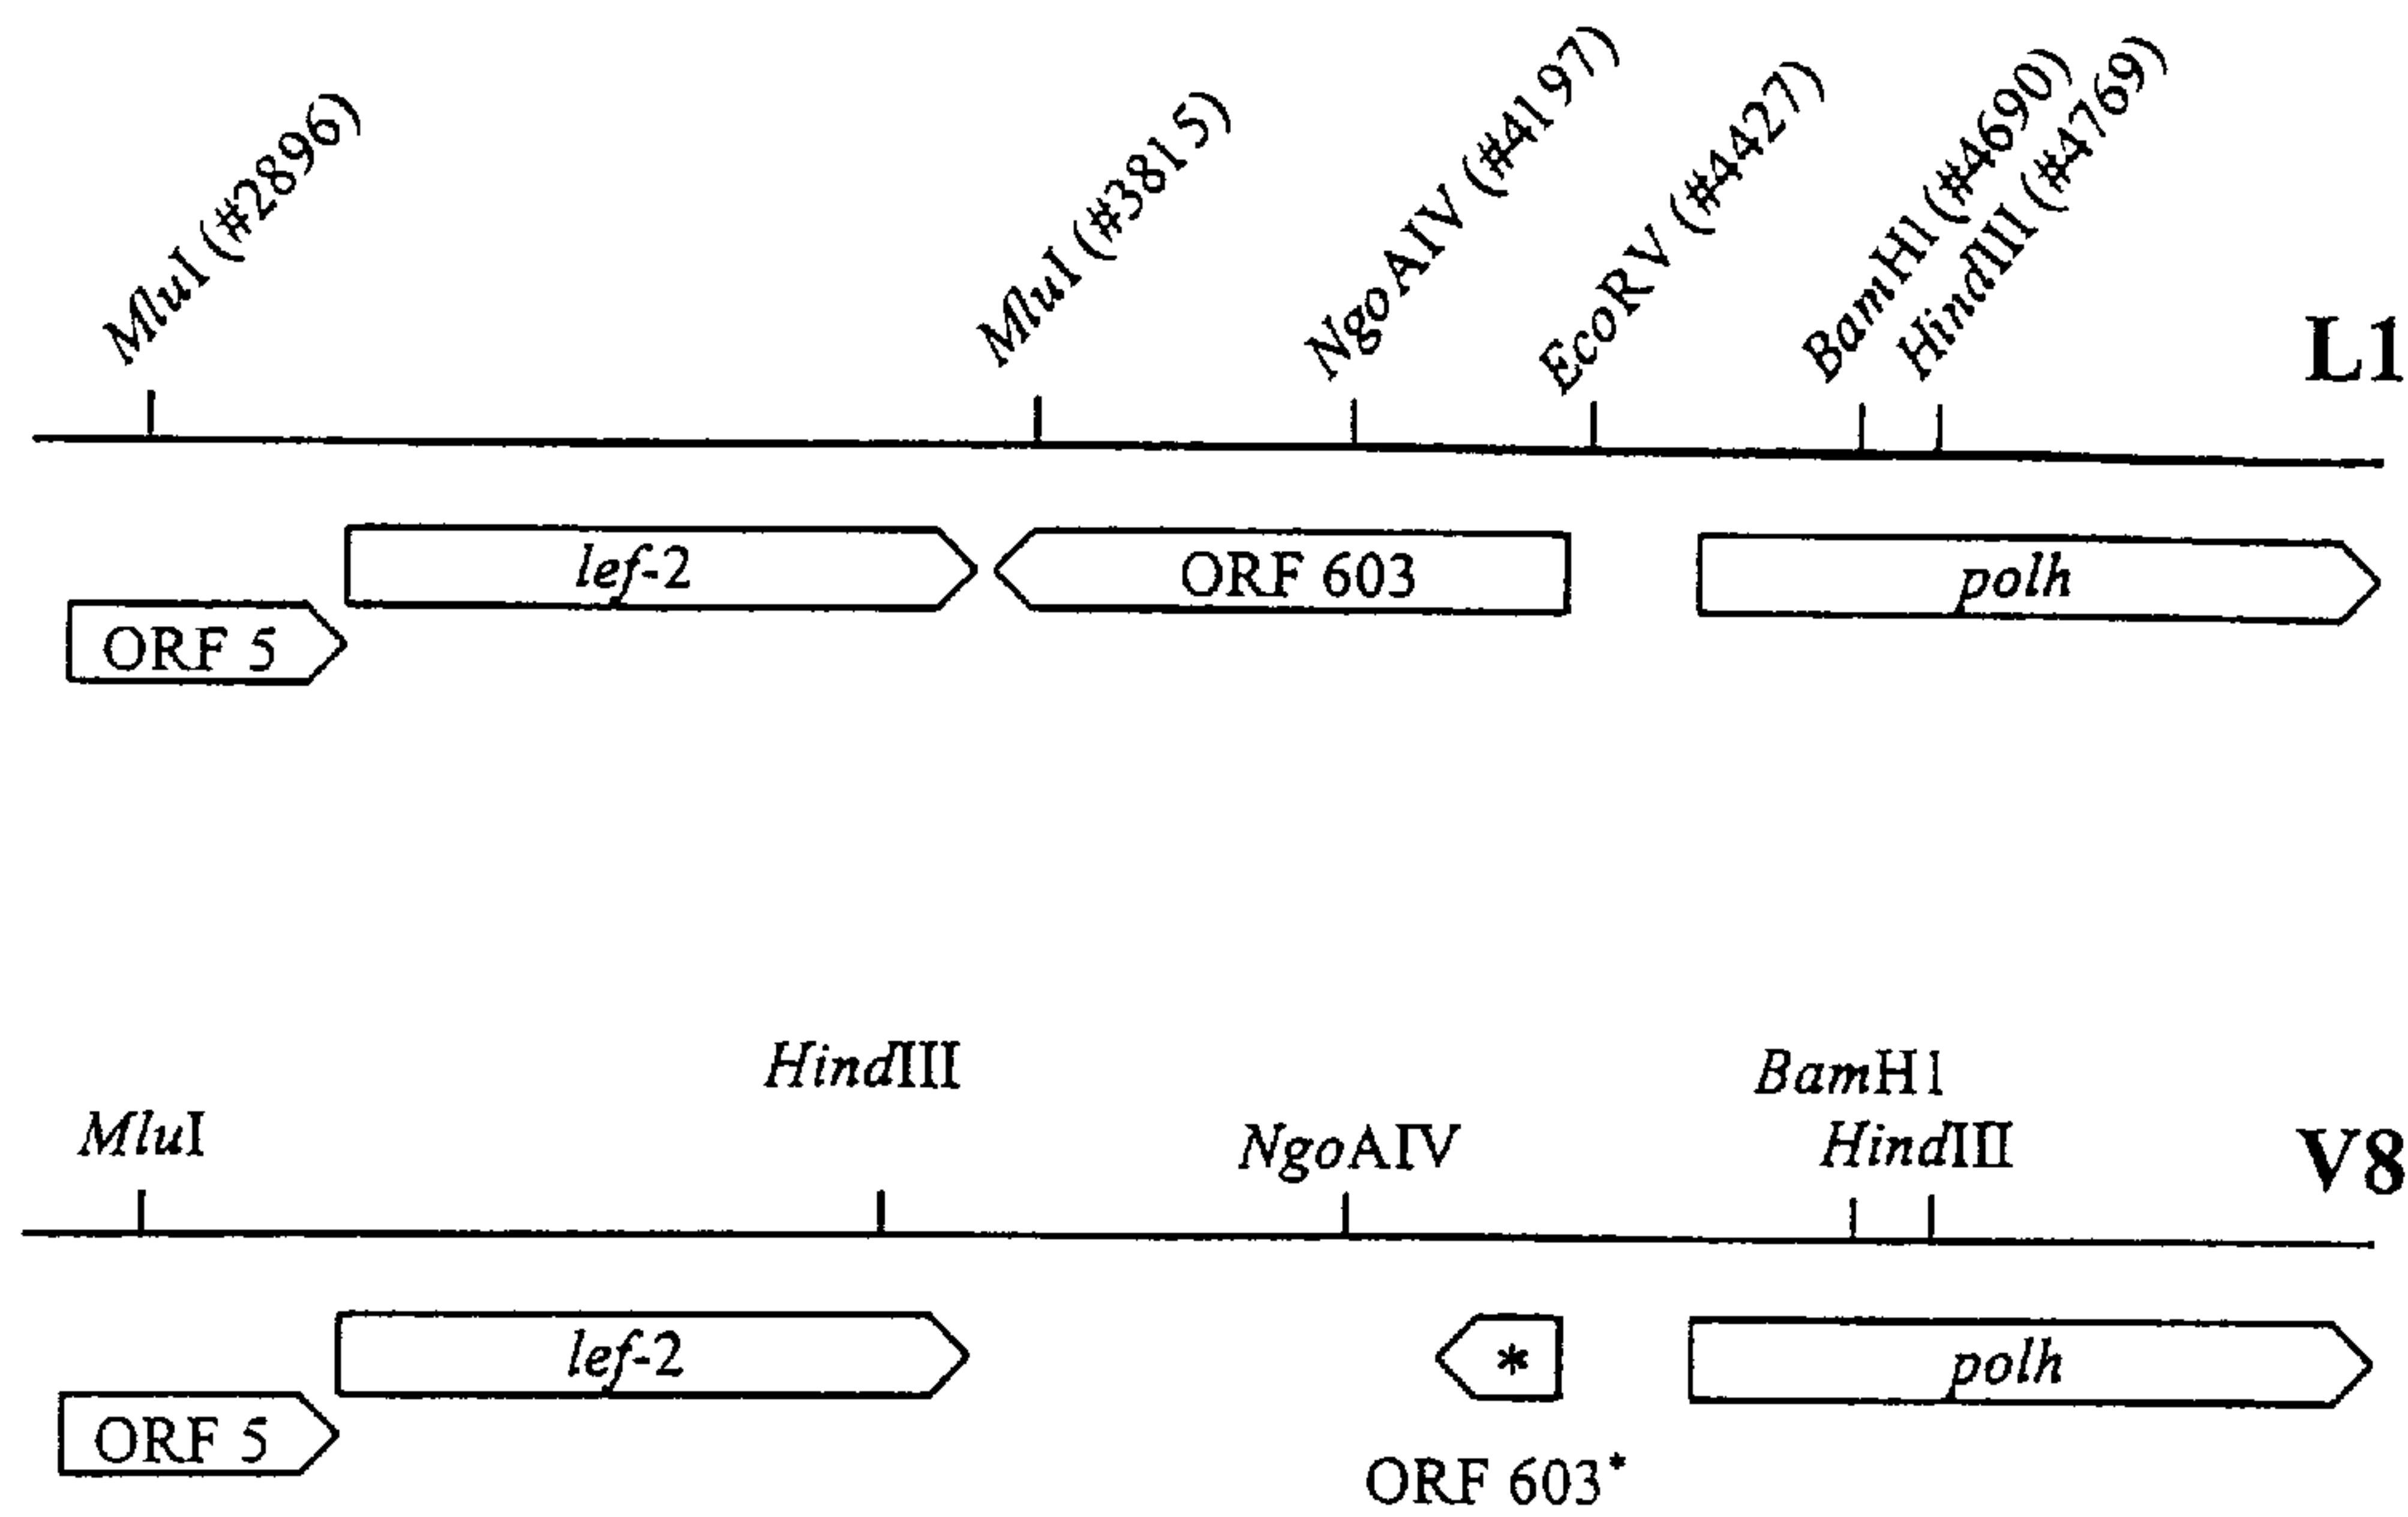 MluI (#2896)
MluI (#3815)
NgoAIV (#4197)
EcoRV (#4427)
BamHI (#4690)
HindIII (#4769)
L1
lef-2
ORF 603
polh
ORF 5
HindIII
BamHI
MluI
NgoAIV
HindIII
V8
lef-2
*
polh
ORF 5
ORF 603*